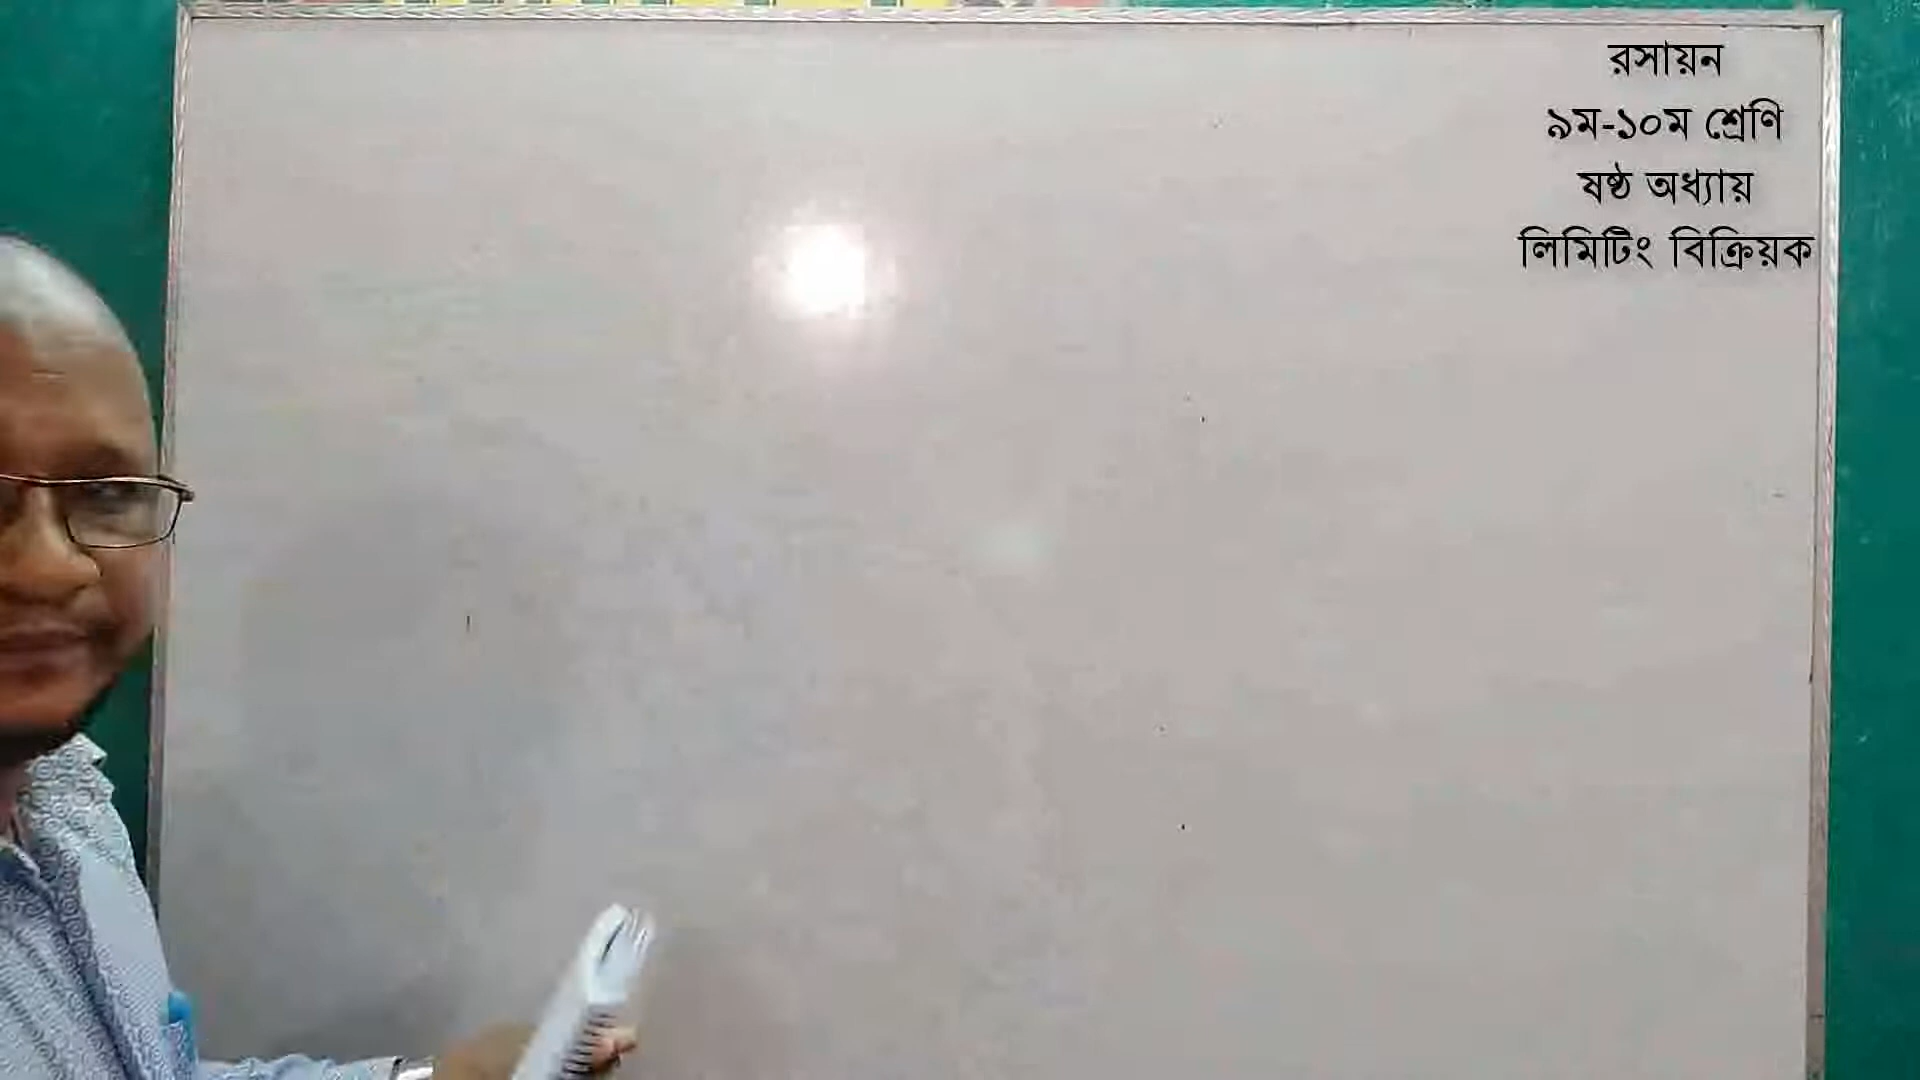 রসায়ন
৯ম-১০ম শ্রেণি
ষষ্ঠ অধ্যায়
লিমিটিং বিক্রিয়ক